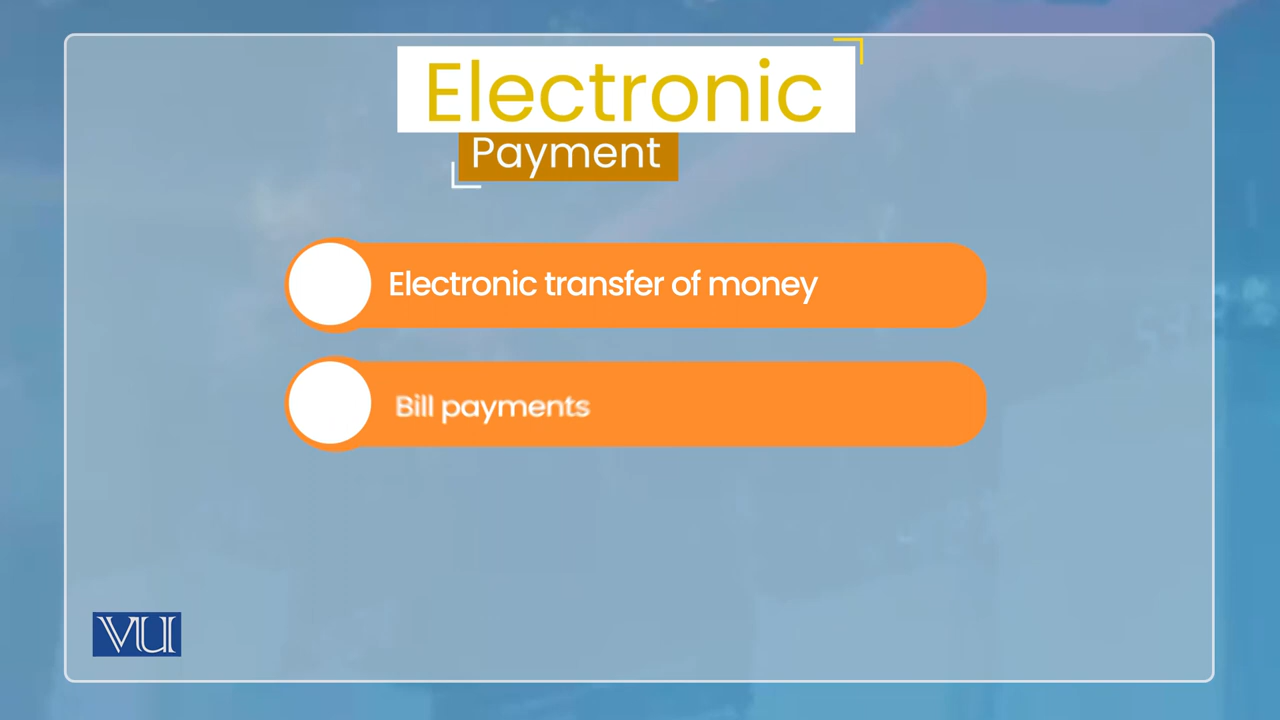 Electronic
Payment
Electronic transfer of money
Bill payments
VU